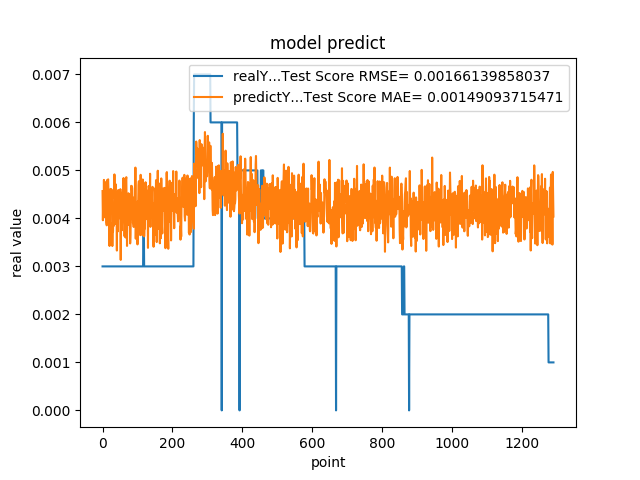 model predict
realY...Test Score RMSE= 0.00166139858037
predictY...Test Score MAE= 0.00149093715471
0.007
0.006
0.005
0.004
0.003
0.002
0.001
0.000
real value
0 200 400 600 800 1000 1200
point